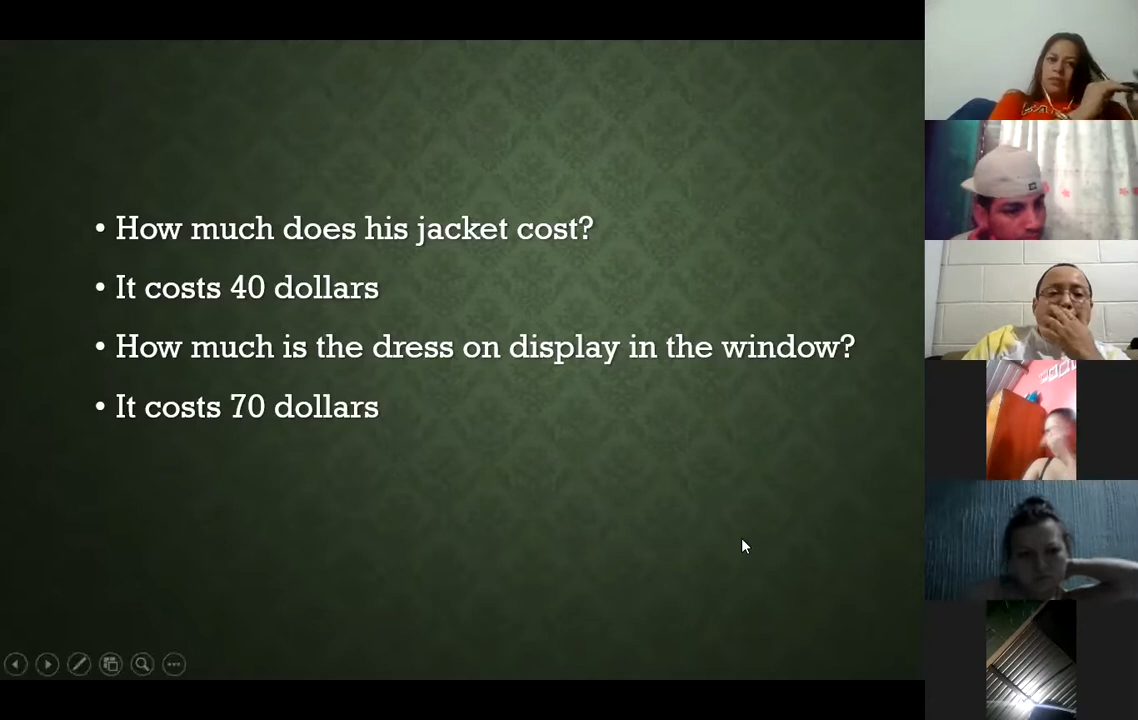 • How much does his jacket cost?
• It costs 40 dollars
• How much is the dress on display in the window?
• It costs 70 dollars